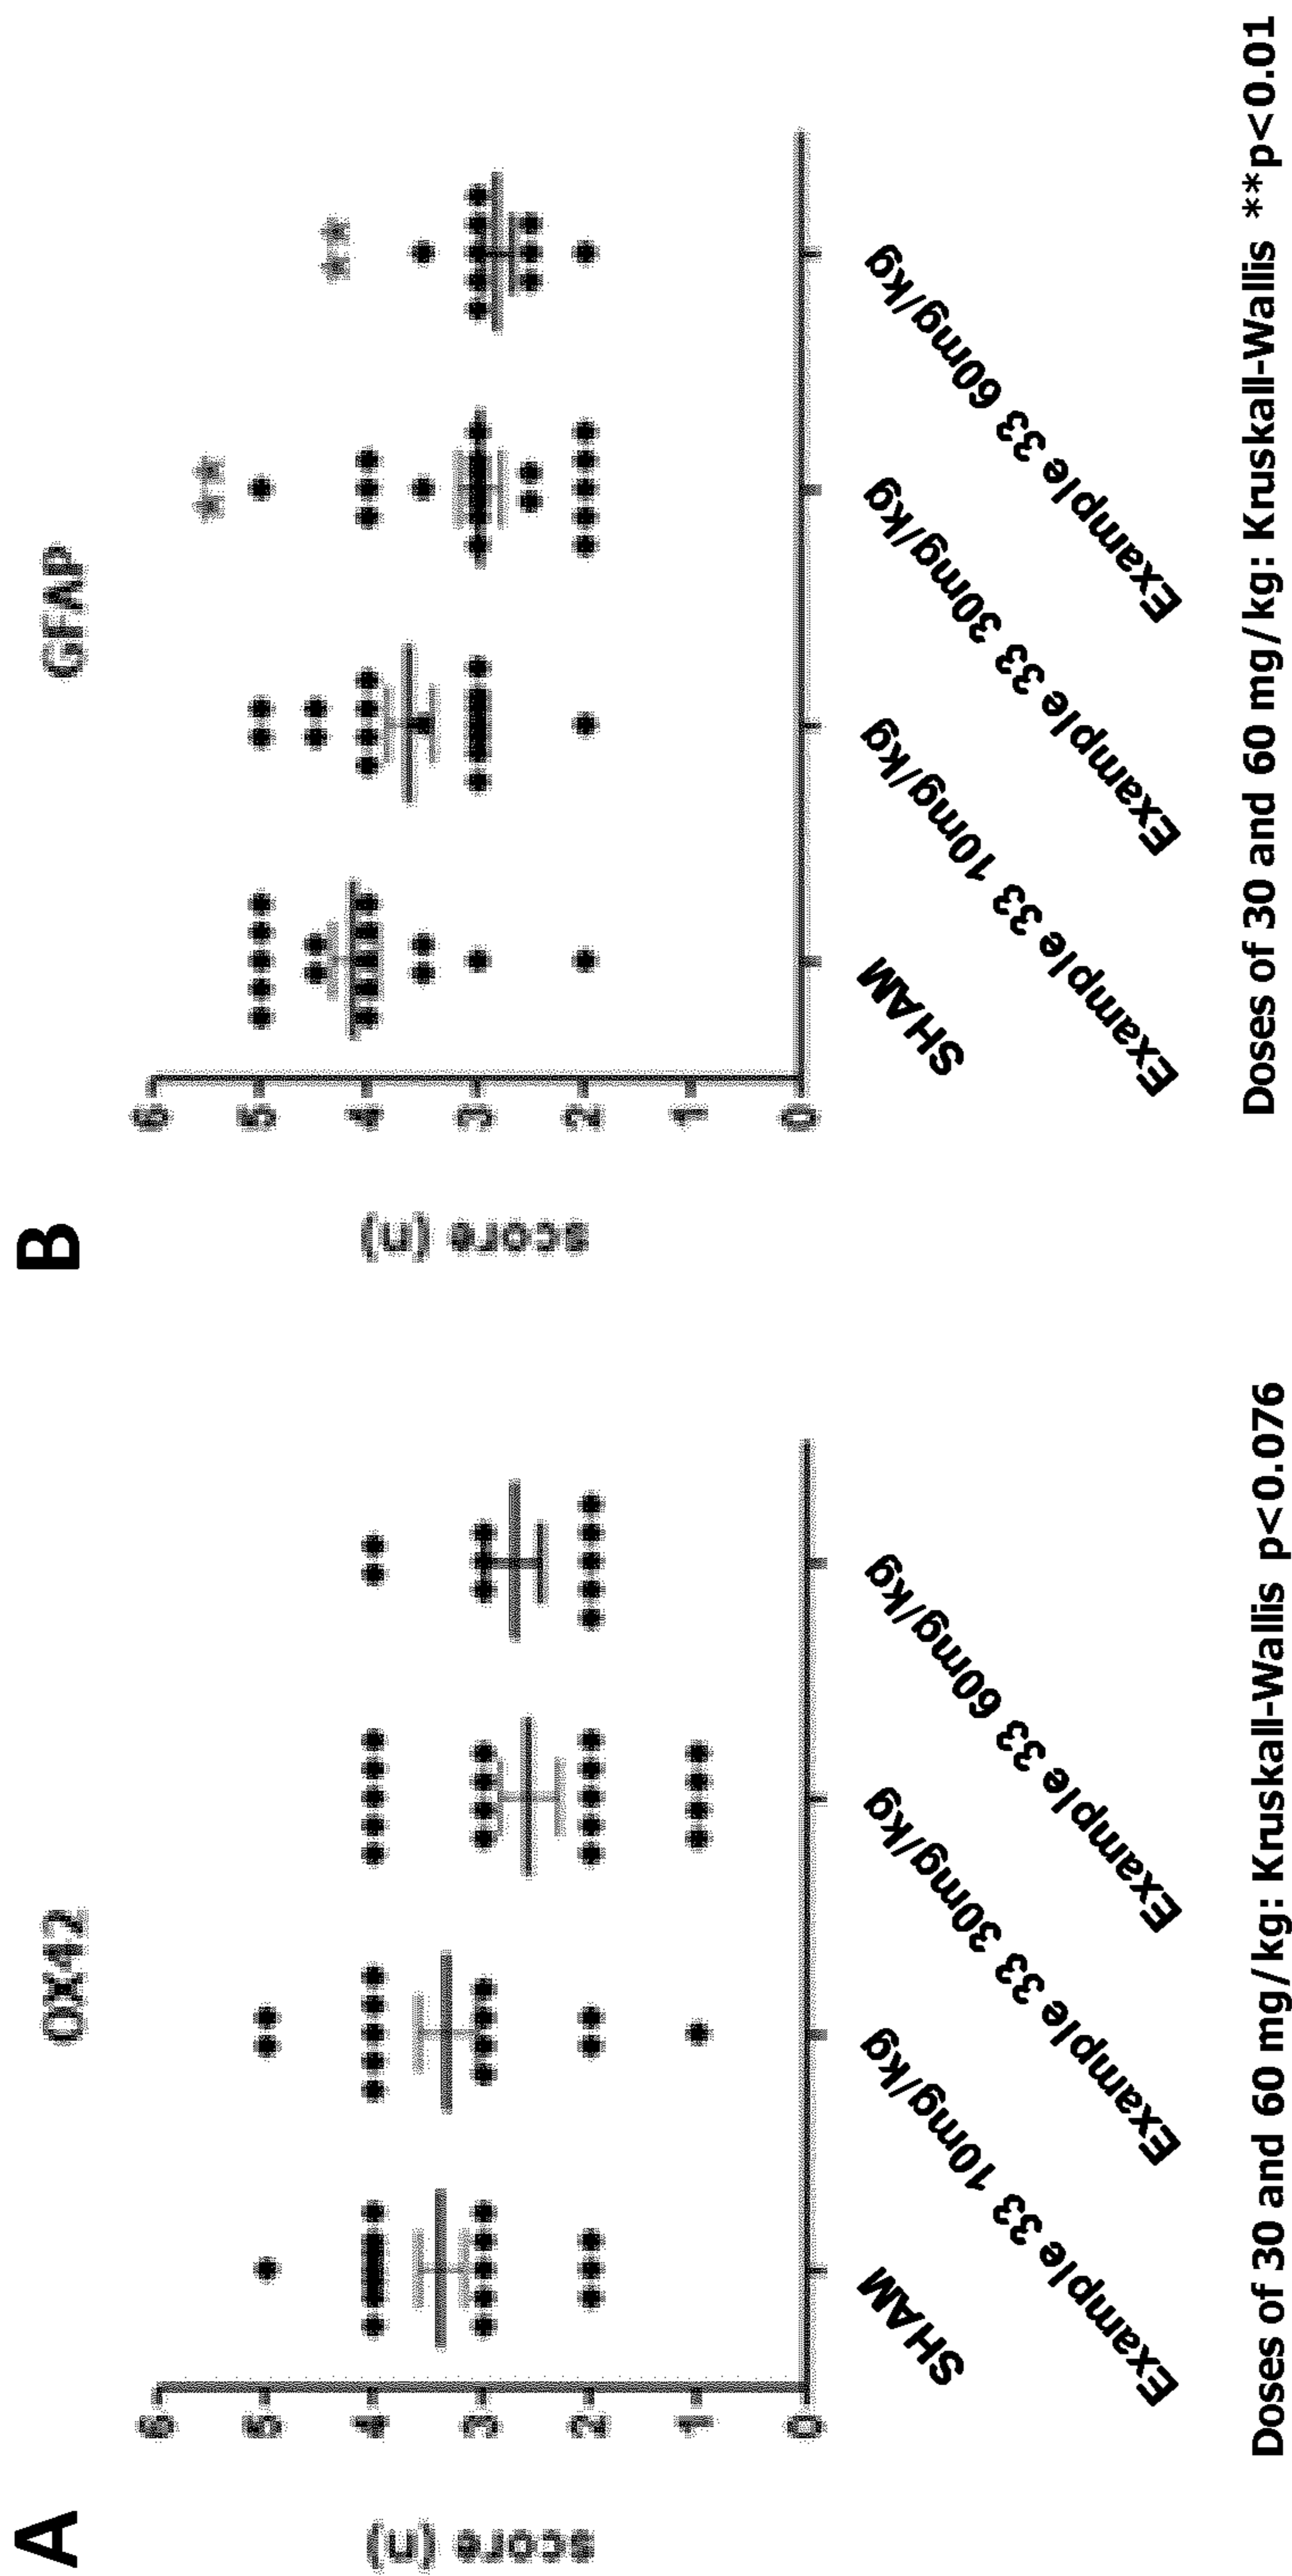 A
OX42
score (n)
6
5
4
3
2
1
0
SHAM
Example 33 10mg/kg
Example 33 30mg/kg
Example 33 60mg/kg
Doses of 30 and 60 mg/kg: Kruskall-Wallis p<0.076
B
GFAP
score (n)
6
5
4
3
2
1
0
**
**
SHAM
Example 33 10mg/kg
Example 33 30mg/kg
Example 33 60mg/kg
Doses of 30 and 60 mg/kg: Kruskall-Wallis **p<0.01